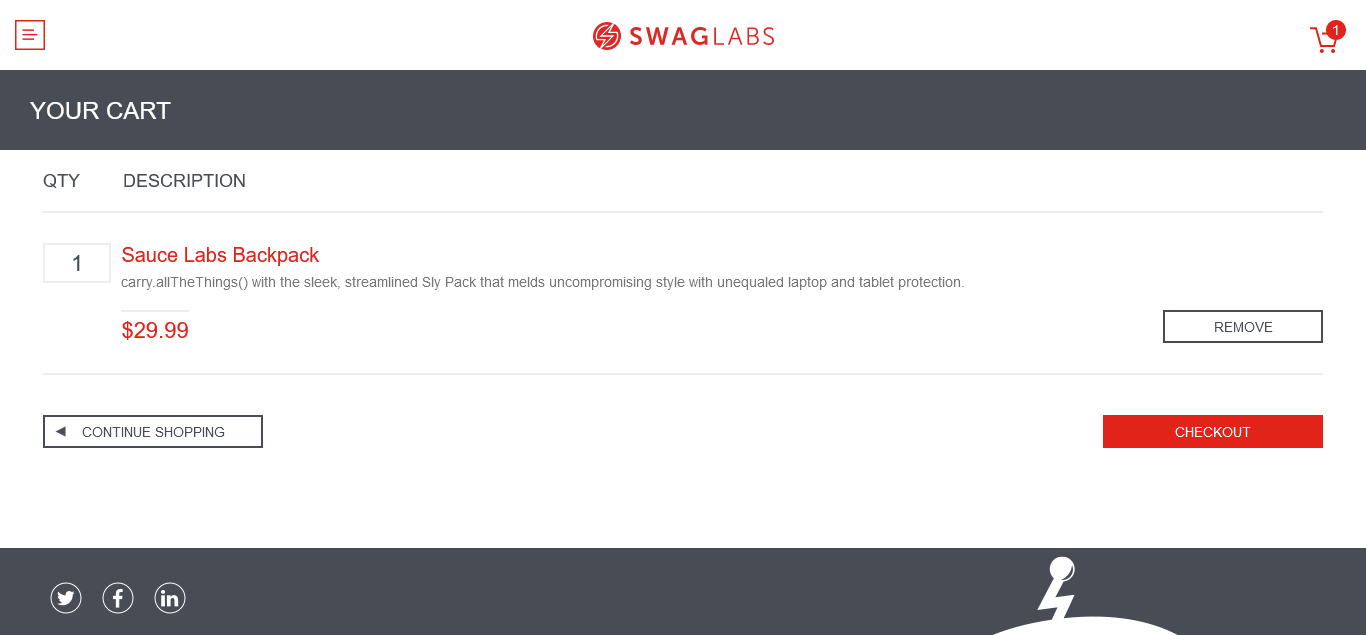 SWAGLABS
1
YOUR CART
QTY DESCRIPTION
1
Sauce Labs Backpack
carry.allTheThings() with the sleek, streamlined Sly Pack that melds uncompromising style with unequaled laptop and tablet protection.
$29.99
REMOVE
CONTINUE SHOPPING
CHECKOUT